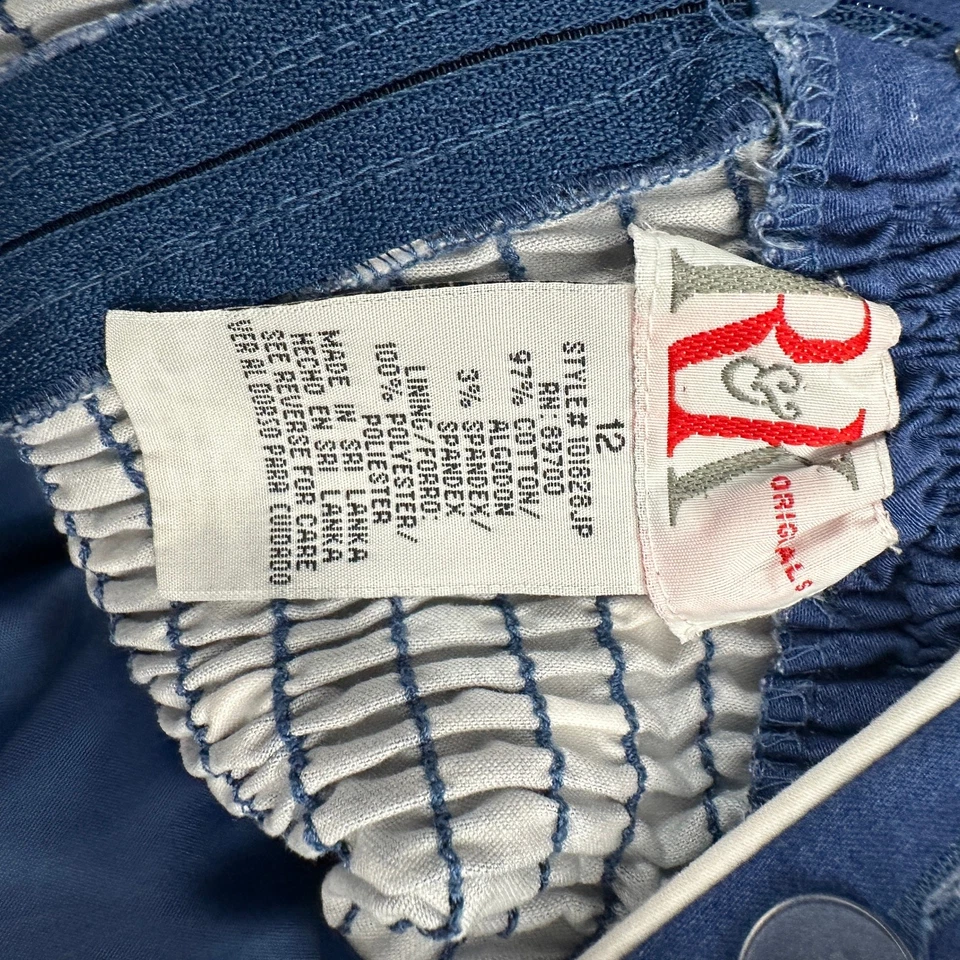 R&K
ORIGINALS
12
STYLE# 10626JP
RN 69700
97% COTTON/
ALGODON
3% SPANDEX/
SPANDEX
LINING/FORRO:
100% POLYESTER/
POLYESTER
MADE IN SRI LANKA
HECHO EN SRI LANKA
SEE REVERSE FOR CARE
VER AL DORSO PARA CUIDADO